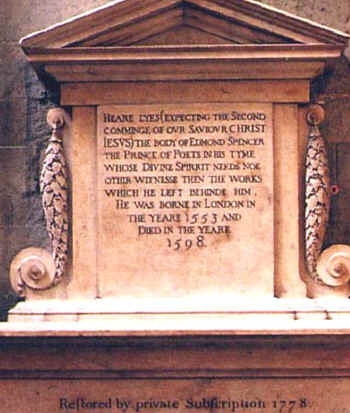 HEARE LYES (EXPECTING THE SECOND
COMMINGE OF OVR SAVIOVR CHRIST
IESVS) THE BODY OF EDMOND SPENCER
THE PRINCE OF POETS IN HIS TYME
WHOSE DIVINE SPIRRIT NEEDS NOE
OTHIR WITNESSE THEN THE WORKS
WHICH HE LEFT BEHINDE HIM.
HE WAS BORNE IN LONDON IN
THE YEARE 1553 AND
DIED IN THE YEARE
1598.
Reſtored by private Subſcription 1778.